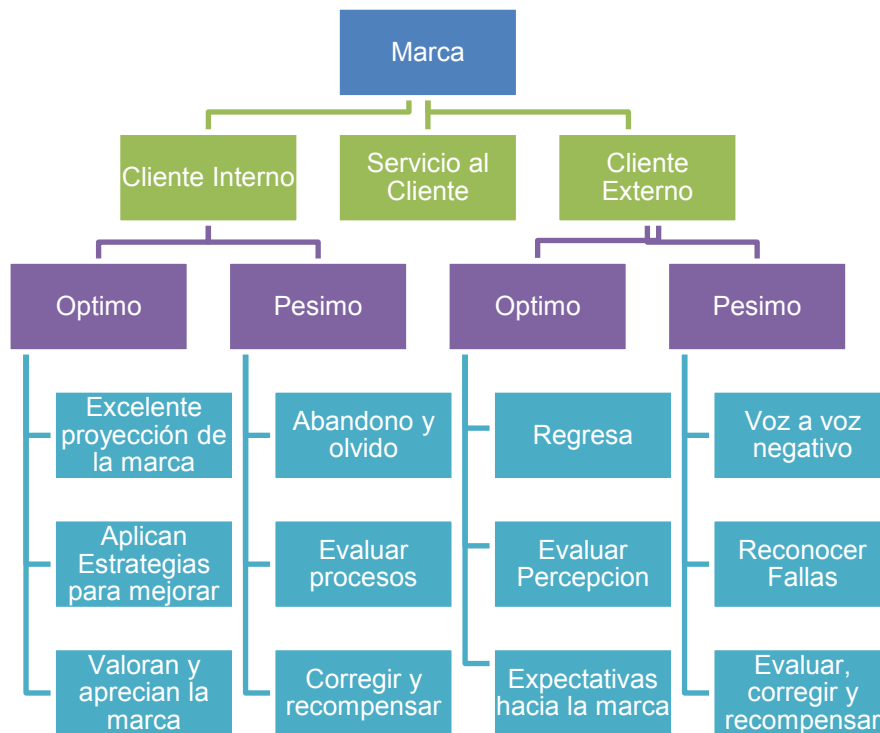 Marca
Cliente Interno
Servicio al
Cliente
Cliente
Externo
Optimo
Pesimo
Optimo
Pesimo
Excelente
proyección de
la marca
Abandono y
olvido
Regresa
Voz a voz
negativo
Aplican
Estrategias
para mejorar
Evaluar
procesos
Evaluar
Percepcion
Reconocer
Fallas
Valoran y
aprecian la
marca
Corregir y
recompensar
Expectativas
hacia la marca
Evaluar,
corregir y
recompensar